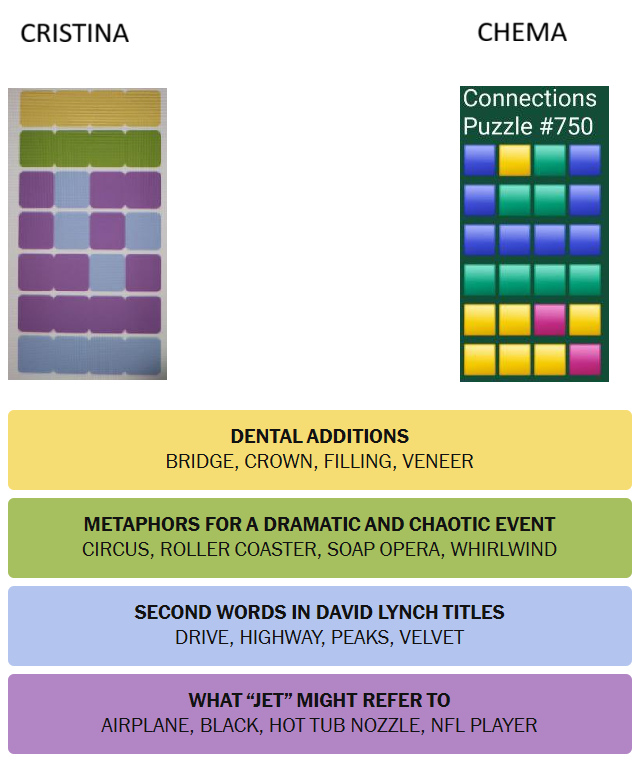 CRISTINA
CHEMA
Connections
Puzzle #750
DENTAL ADDITIONS
BRIDGE, CROWN, FILLING, VENEER
METAPHORS FOR A DRAMATIC AND CHAOTIC EVENT
CIRCUS, ROLLER COASTER, SOAP OPERA, WHIRLWIND
SECOND WORDS IN DAVID LYNCH TITLES
DRIVE, HIGHWAY, PEAKS, VELVET
WHAT “JET” MIGHT REFER TO
AIRPLANE, BLACK, HOT TUB NOZZLE, NFL PLAYER